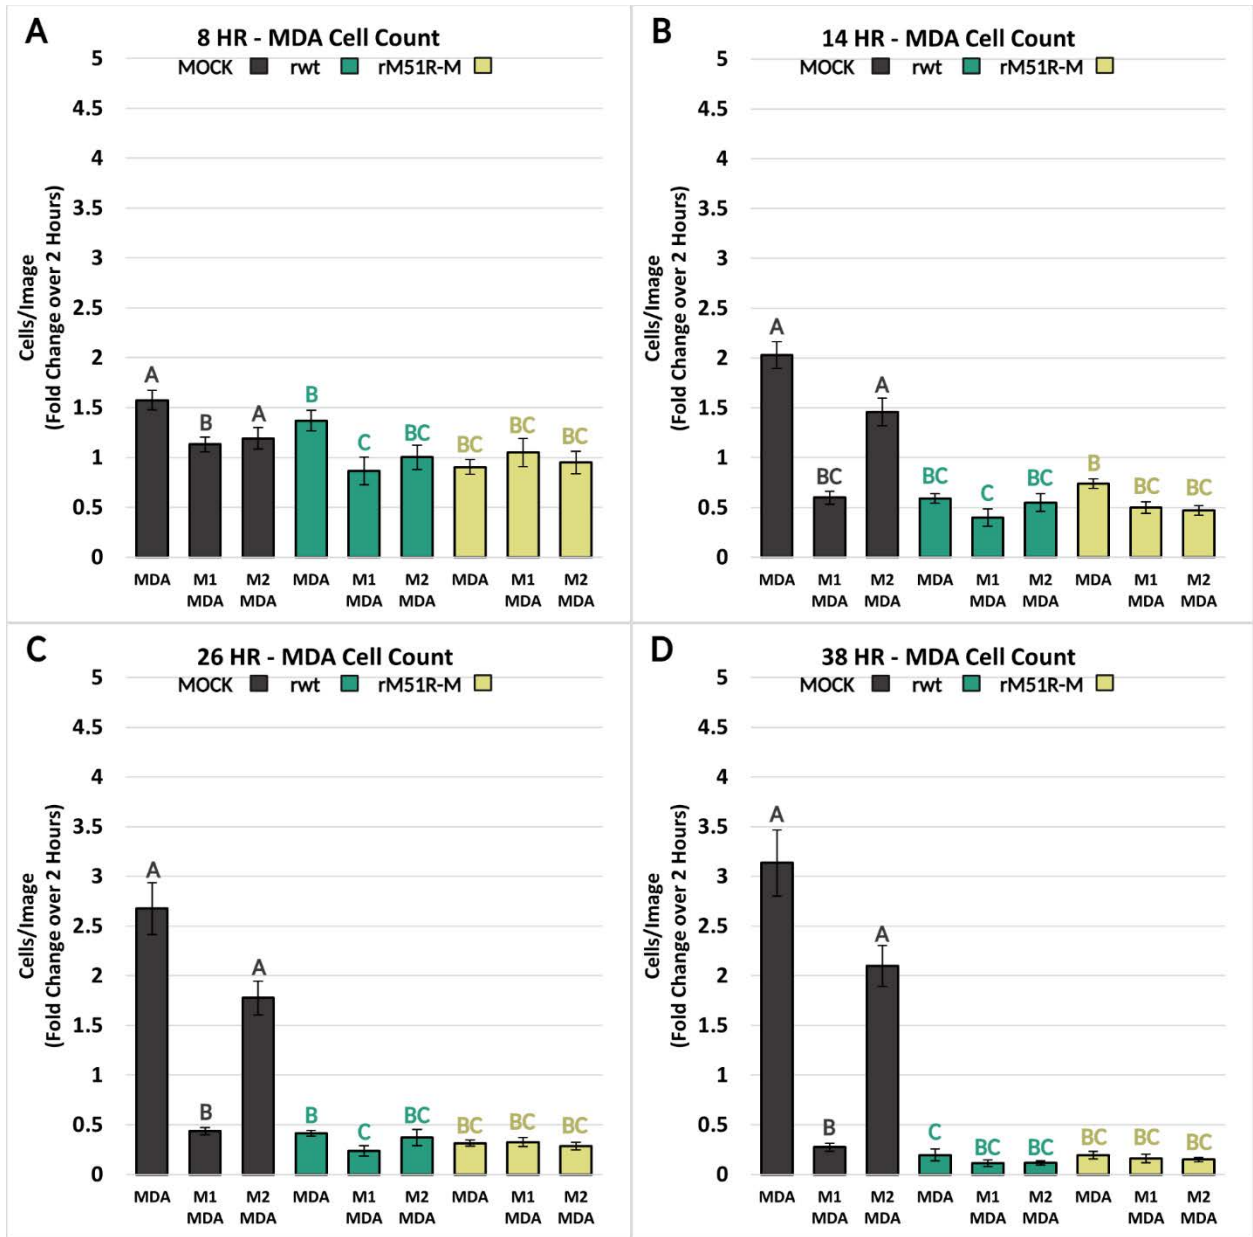 A
8 HR - MDA Cell Count
MOCK rwt rM51R-M
Cells/Image
(Fold Change over 2 Hours)
5
4.5
4
3.5
3
2.5
2
1.5
1
0.5
0
A B A B C BC BC BC BC
MDA M1 M2 MDA M1 M2 MDA M1 M2
MDA MDA MDA MDA MDA MDA
B
14 HR - MDA Cell Count
MOCK rwt rM51R-M
Cells/Image
(Fold Change over 2 Hours)
5
4.5
4
3.5
3
2.5
2
1.5
1
0.5
0
A BC A BC C BC B BC BC
MDA M1 M2 MDA M1 M2 MDA M1 M2
MDA MDA MDA MDA MDA MDA
C
26 HR - MDA Cell Count
MOCK rwt rM51R-M
Cells/Image
(Fold Change over 2 Hours)
5
4.5
4
3.5
3
2.5
2
1.5
1
0.5
0
A B A B C BC BC BC BC
MDA M1 M2 MDA M1 M2 MDA M1 M2
MDA MDA MDA MDA MDA MDA
D
38 HR - MDA Cell Count
MOCK rwt rM51R-M
Cells/Image
(Fold Change over 2 Hours)
5
4.5
4
3.5
3
2.5
2
1.5
1
0.5
0
A B A C BC BC BC BC BC
MDA M1 M2 MDA M1 M2 MDA M1 M2
MDA MDA MDA MDA MDA MDA